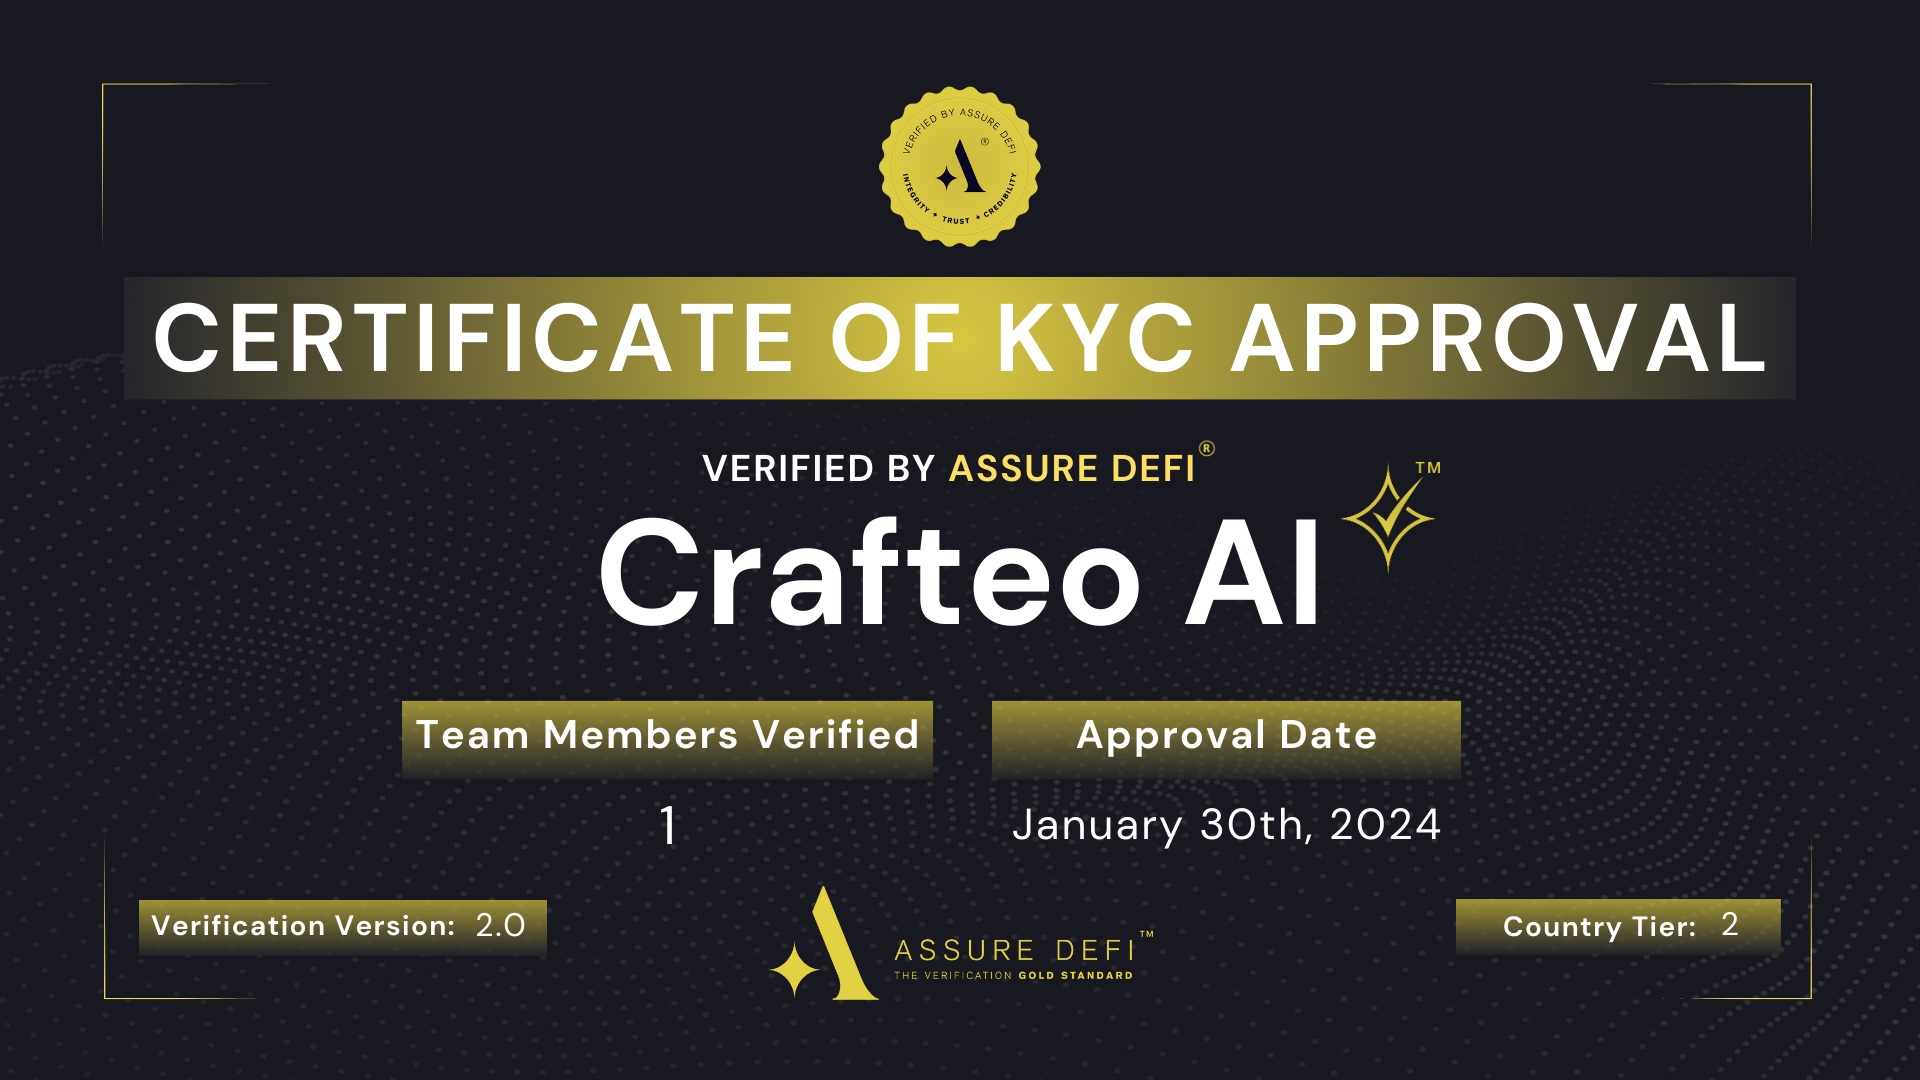 VERIFIED BY ASSURE DEFI
®
INTEGRITY ✦ TRUST ✦ CREDIBILITY
CERTIFICATE OF KYC APPROVAL
VERIFIED BY ASSURE DEFI®
Crafteo AI
TM
Team Members Verified
Approval Date
1
January 30th, 2024
Verification Version: 2.0
ASSURE DEFI™
THE VERIFICATION GOLD STANDARD
Country Tier: 2